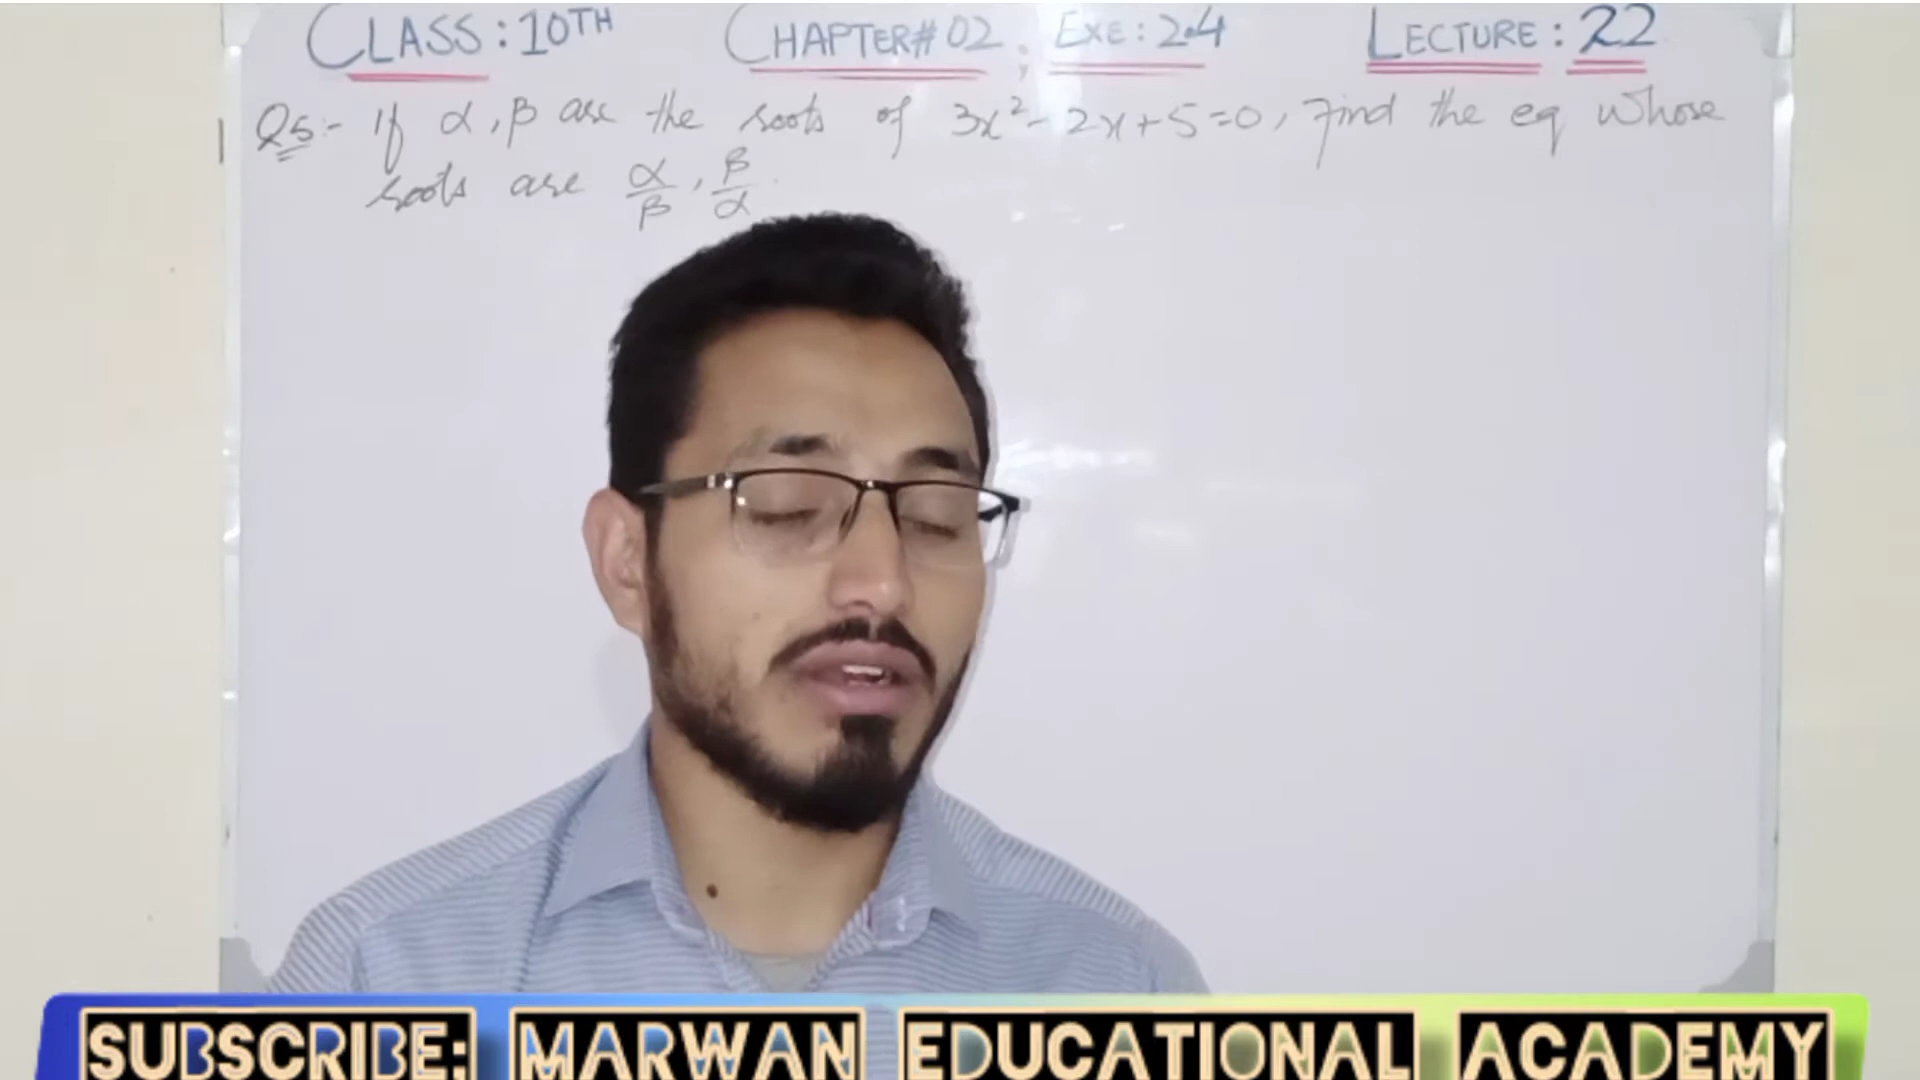 CLASS: 10TH CHAPTER# 02; EXE: 2.4 LECTURE: 22
Q5:- If α, β are the roots of 3x²- 2x+5=0, Find the eq whose
roots are α/β, β/α.
SUBSCRIBE: MARWAN EDUCATIONAL ACADEMY